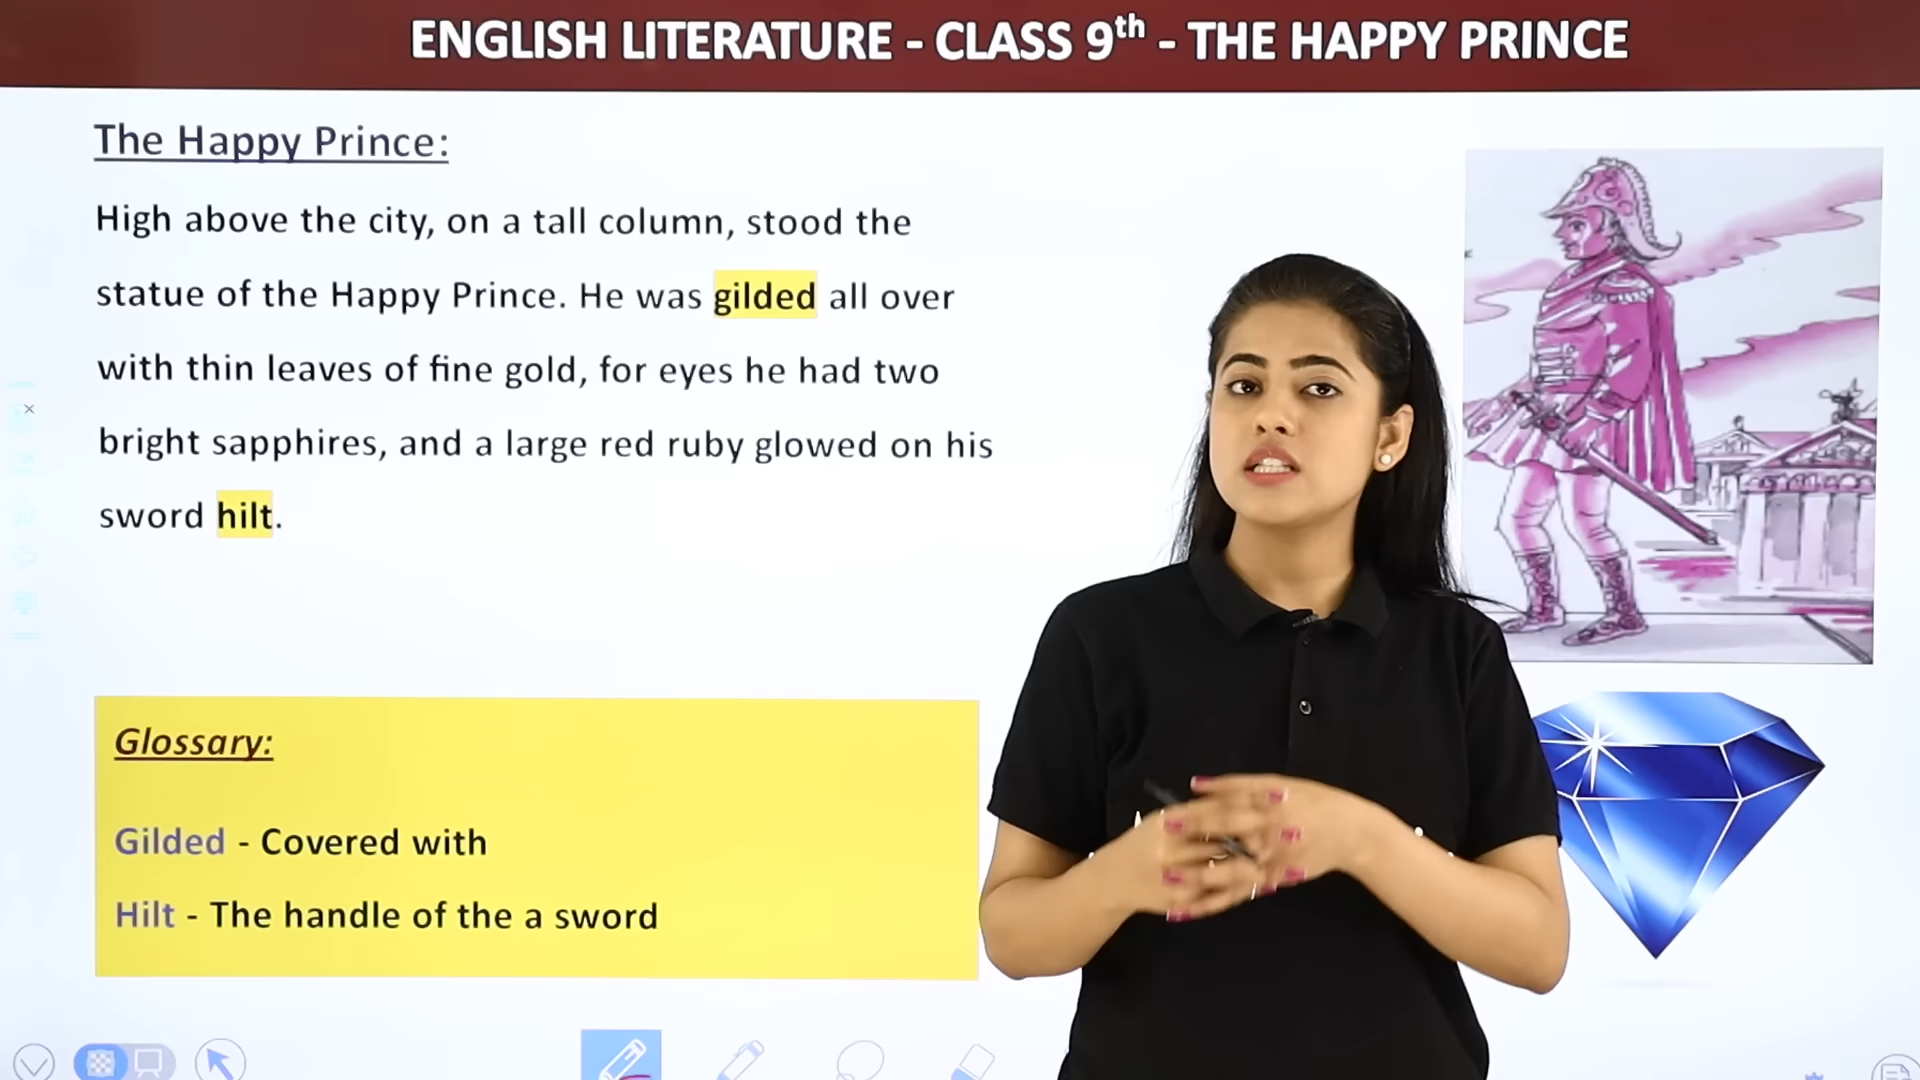 ENGLISH LITERATURE - CLASS 9th - THE HAPPY PRINCE
The Happy Prince:
High above the city, on a tall column, stood the
statue of the Happy Prince. He was gilded all over
with thin leaves of fine gold, for eyes he had two
bright sapphires, and a large red ruby glowed on his
sword hilt.
Glossary:
Gilded - Covered with
Hilt - The handle of the a sword